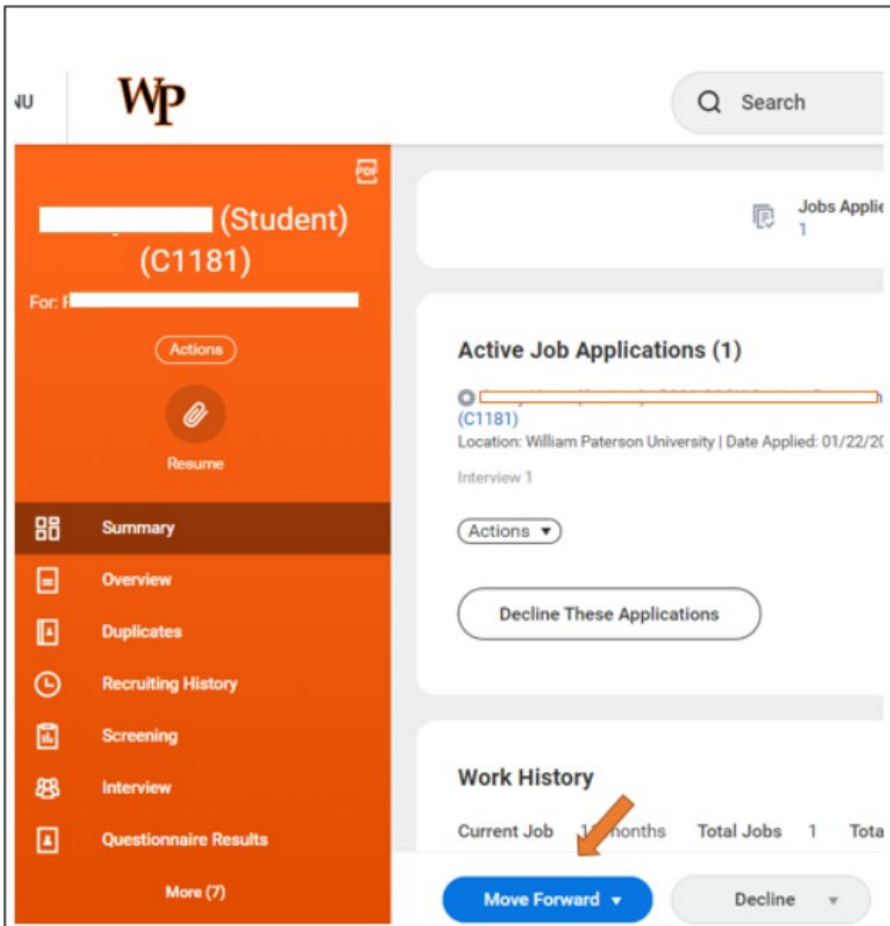 NU
WP
Search
PDF
(Student)
(C1181)
For:
Actions
Resume
Summary
Overview
Duplicates
Recruiting History
Screening
Interview
Questionnaire Results
More (7)
Jobs Applie
1
Active Job Applications (1)
(C1181)
Location: William Paterson University | Date Applied: 01/22/20
Interview 1
Actions
Decline These Applications
Work History
Current Job months Total Jobs 1 Tota
Move Forward
Decline